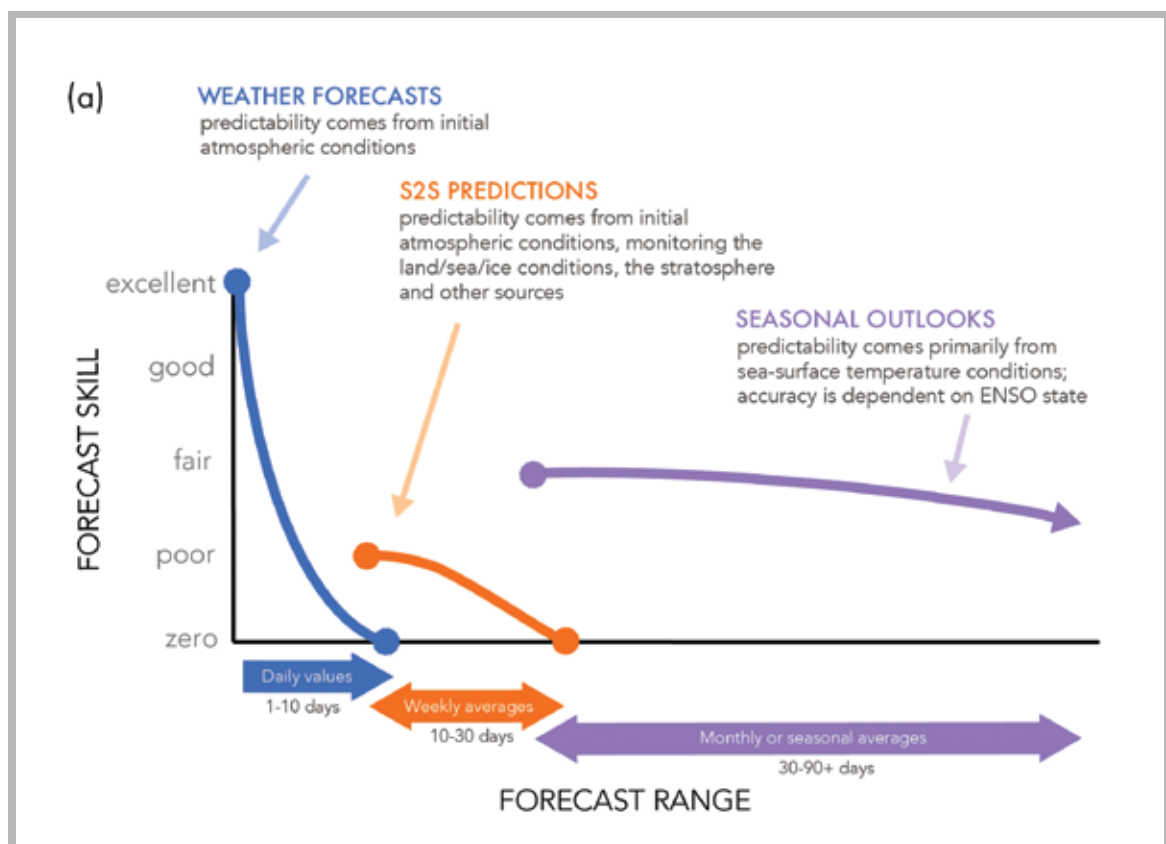 (a)
WEATHER FORECASTS
predictability comes from initial
atmospheric conditions
S2S PREDICTIONS
predictability comes from initial
atmospheric conditions, monitoring the
land/sea/ice conditions, the stratosphere
and other sources
SEASONAL OUTLOOKS
predictability comes primarily from
sea-surface temperature conditions;
accuracy is dependent on ENSO state
FORECAST SKILL
excellent
good
fair
poor
zero
Daily values
1-10 days
Weekly averages
10-30 days
Monthly or seasonal averages
30-90+ days
FORECAST RANGE